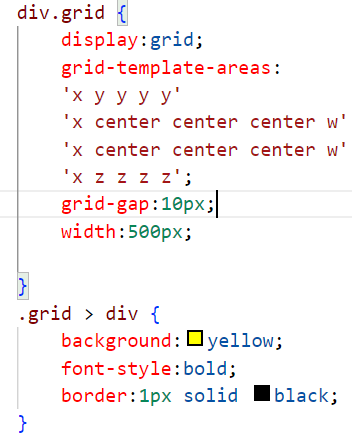 div.grid {
display:grid;
grid-template-areas:
'x y y y y'
'x center center center w'
'x center center center w'
'x z z z z';
grid-gap:10px;
width:500px;
}
.grid > div {
background:yellow;
font-style:bold;
border:1px solid black;
}